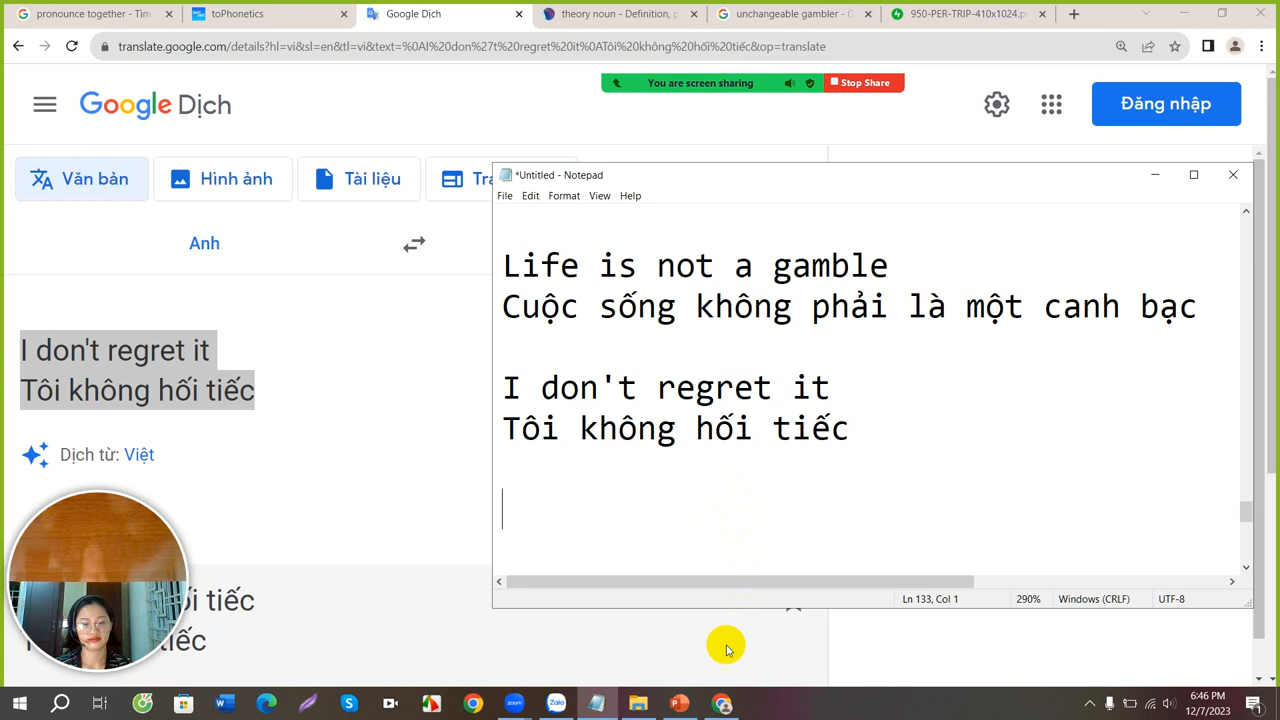 pronounce together - Tim
toPhonetics
Google Dịch
theory noun - Definition, p
unchangeable gambler - G
950-PER-TRIP-410x1024.p
translate.google.com/details?hl=vi&sl=en&tl=vi&text=%0AI%20don%27t%20regret%20it%0ATôi%20không%20hối%20tiếc&op=translate
You are screen sharing
Stop Share
Google Dịch
Đăng nhập
Văn bản
Hình ảnh
Tài liệu
Tra
Anh
I don't regret it
Tôi không hối tiếc
Dịch từ: Việt
ối tiếc
tiếc
*Untitled - Notepad
File Edit Format View Help
Life is not a gamble
Cuộc sống không phải là một canh bạc
I don't regret it
Tôi không hối tiếc
Ln 133, Col 1
290%
Windows (CRLF)
UTF-8
Zalo
6:46 PM
12/7/2023